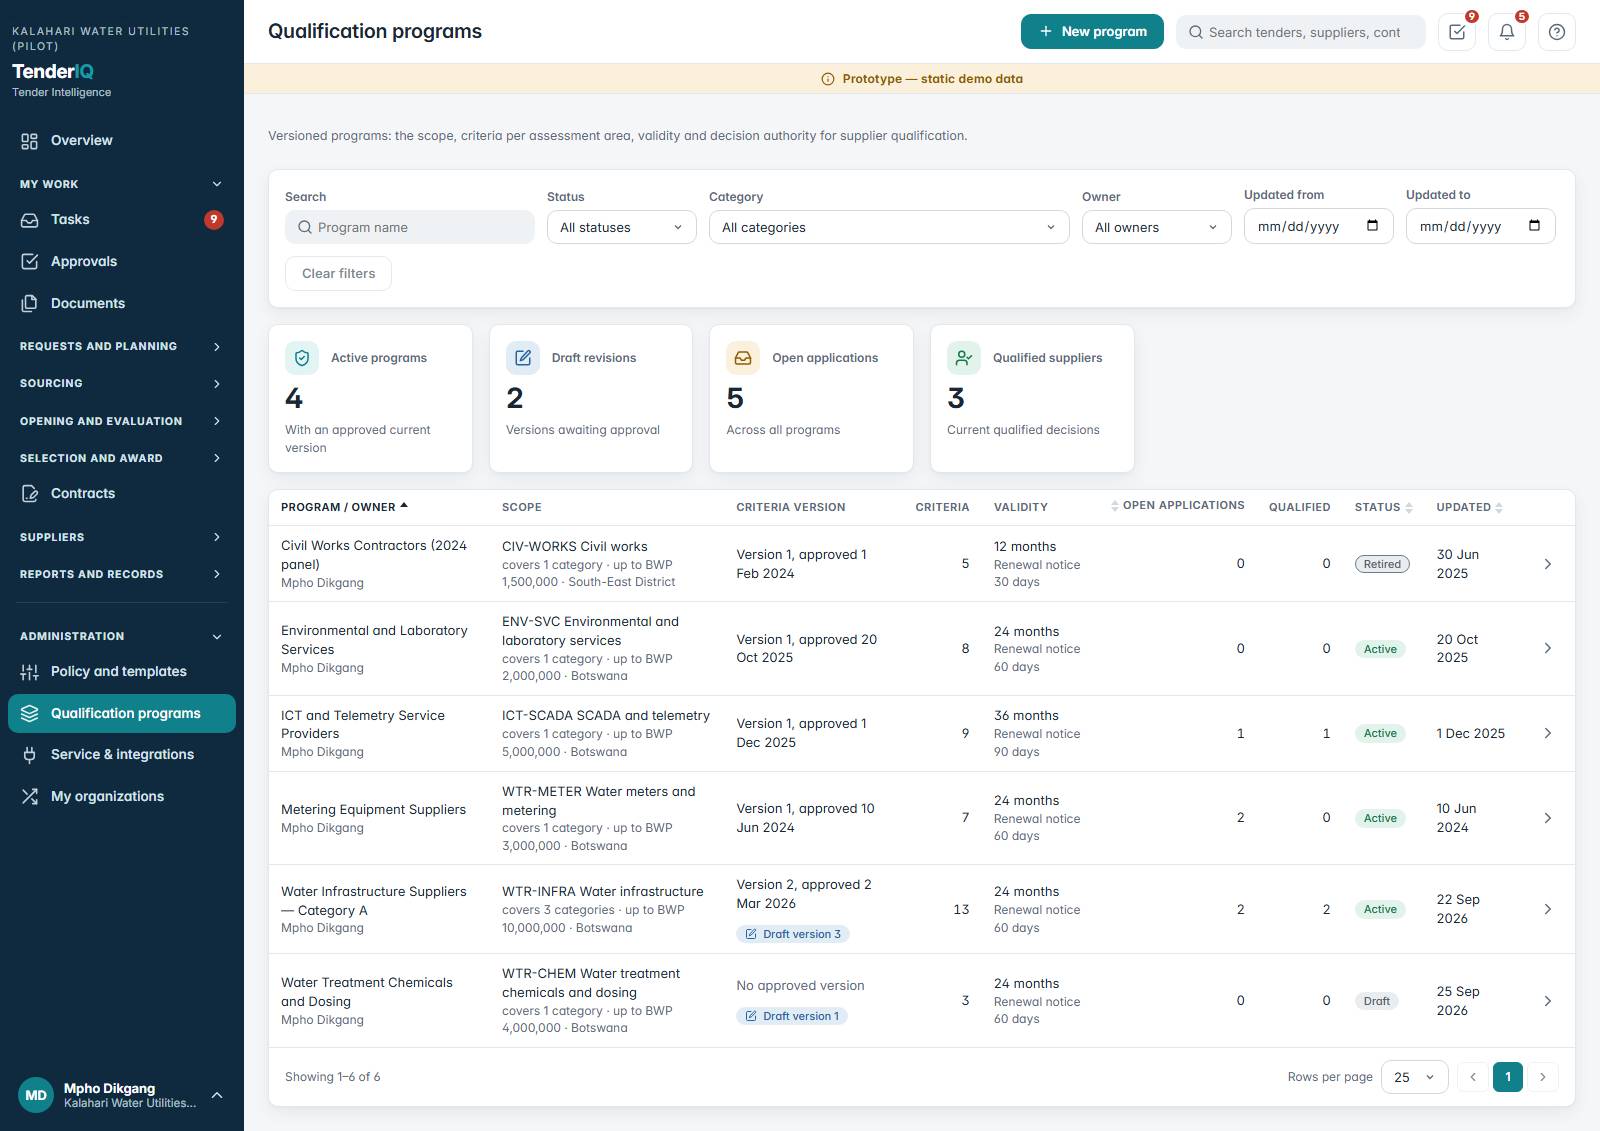 KALAHARI WATER UTILITIES
(PILOT)
TenderIQ
Tender Intelligence
Overview
MY WORK
Tasks 9
Approvals
Documents
REQUESTS AND PLANNING
SOURCING
OPENING AND EVALUATION
SELECTION AND AWARD
Contracts
SUPPLIERS
REPORTS AND RECORDS
ADMINISTRATION
Policy and templates
Qualification programs
Service & integrations
My organizations
MD
Mpho Dikgang
Kalahari Water Utilities...
Qualification programs
New program
Search tenders, suppliers, cont
9
5
Prototype — static demo data
Versioned programs: the scope, criteria per assessment area, validity and decision authority for supplier qualification.
Search
Program name
Status
All statuses
Category
All categories
Owner
All owners
Updated from
mm/dd/yyyy
Updated to
mm/dd/yyyy
Clear filters
Active programs
4
With an approved current
version
Draft revisions
2
Versions awaiting approval
Open applications
5
Across all programs
Qualified suppliers
3
Current qualified decisions
PROGRAM / OWNER SCOPE CRITERIA VERSION CRITERIA VALIDITY OPEN APPLICATIONS QUALIFIED STATUS UPDATED
Civil Works Contractors (2024
panel)
Mpho Dikgang
CIV-WORKS Civil works
covers 1 category · up to BWP
1,500,000 · South-East District
Version 1, approved 1
Feb 2024
5
12 months
Renewal notice
30 days
0
0
Retired
30 Jun
2025
Environmental and Laboratory
Services
Mpho Dikgang
ENV-SVC Environmental and
laboratory services
covers 1 category · up to BWP
2,000,000 · Botswana
Version 1, approved 20
Oct 2025
8
24 months
Renewal notice
60 days
0
0
Active
20 Oct
2025
ICT and Telemetry Service
Providers
Mpho Dikgang
ICT-SCADA SCADA and telemetry
covers 1 category · up to BWP
5,000,000 · Botswana
Version 1, approved 1
Dec 2025
9
36 months
Renewal notice
90 days
1
1
Active
1 Dec 2025
Metering Equipment Suppliers
Mpho Dikgang
WTR-METER Water meters and
metering
covers 1 category · up to BWP
3,000,000 · Botswana
Version 1, approved 10
Jun 2024
7
24 months
Renewal notice
60 days
2
0
Active
10 Jun
2024
Water Infrastructure Suppliers
— Category A
Mpho Dikgang
WTR-INFRA Water infrastructure
covers 3 categories · up to BWP
10,000,000 · Botswana
Version 2, approved 2
Mar 2026
Draft version 3
13
24 months
Renewal notice
60 days
2
2
Active
22 Sep
2026
Water Treatment Chemicals
and Dosing
Mpho Dikgang
WTR-CHEM Water treatment
chemicals and dosing
covers 1 category · up to BWP
4,000,000 · Botswana
No approved version
Draft version 1
3
24 months
Renewal notice
60 days
0
0
Draft
25 Sep
2026
Showing 1–6 of 6
Rows per page 25 1